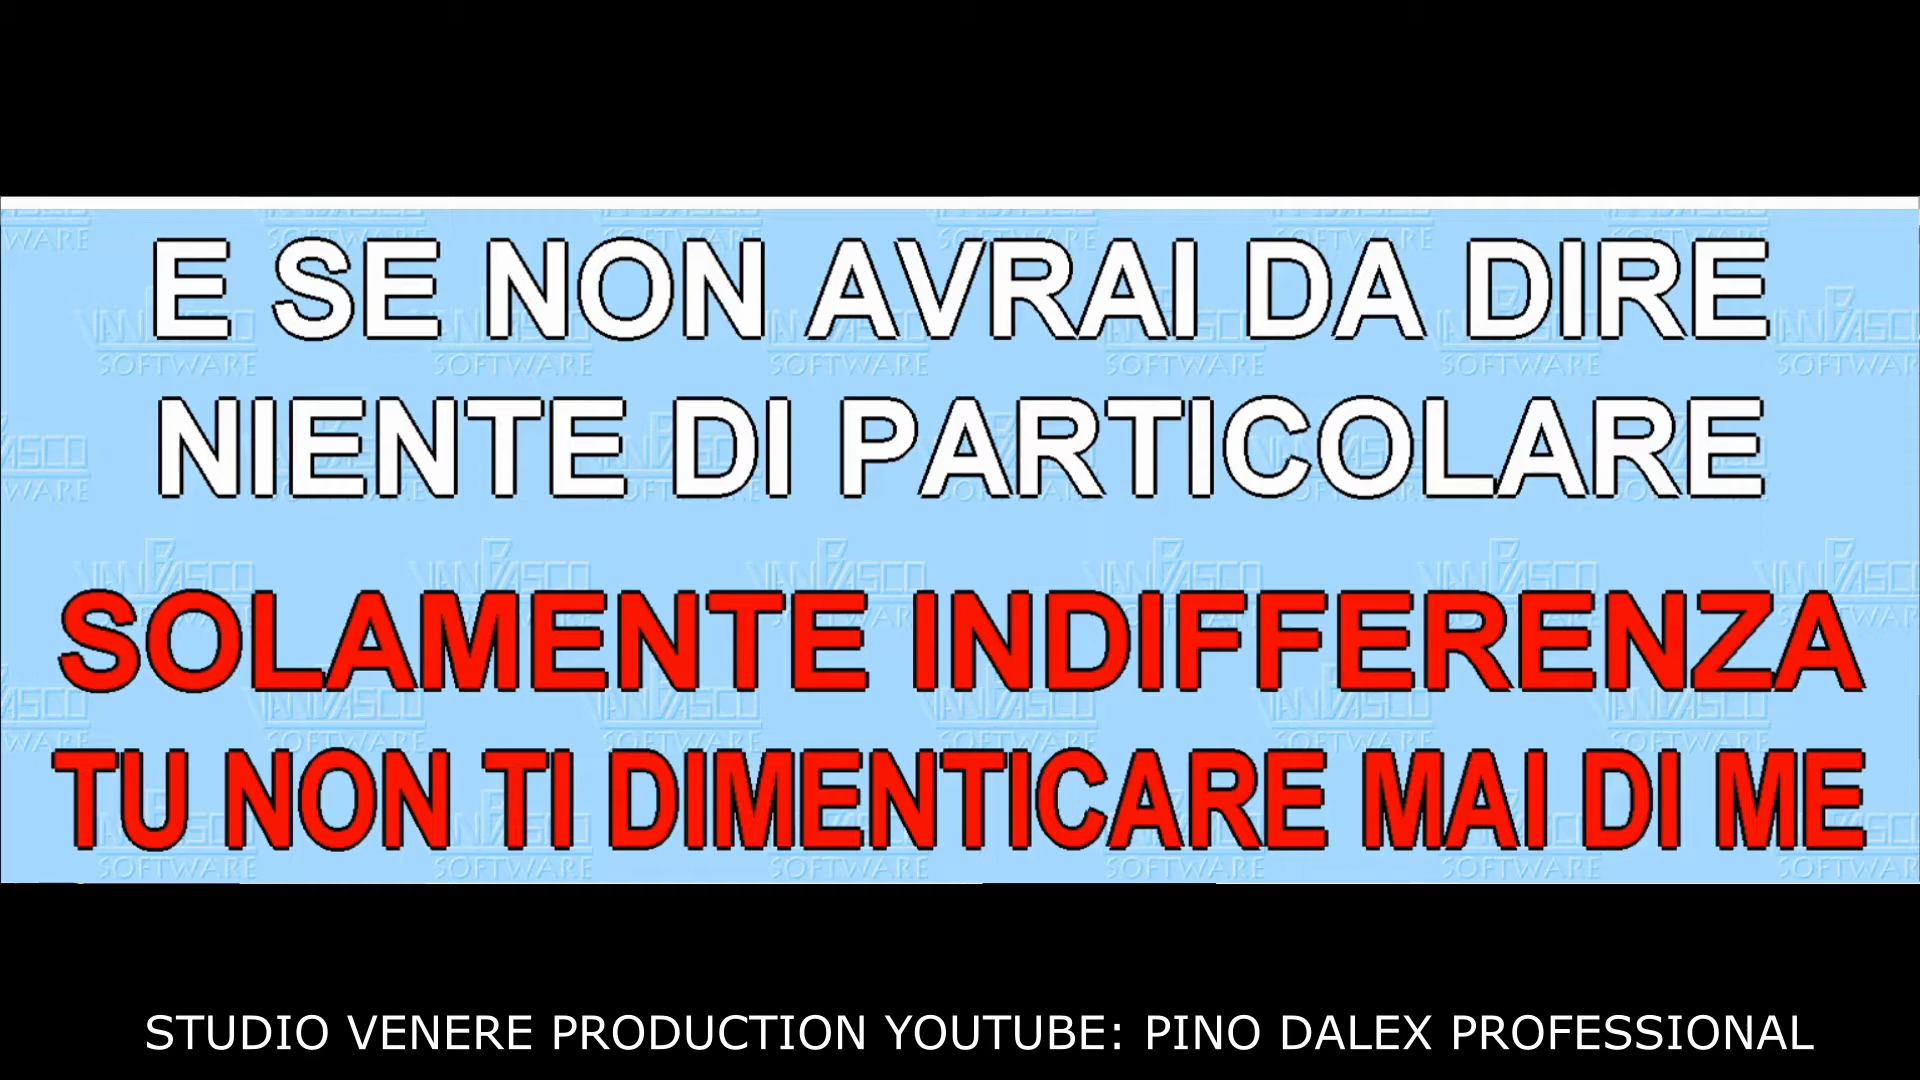 E SE NON AVRAI DA DIRE
NIENTE DI PARTICOLARE
SOLAMENTE INDIFFERENZA
TU NON TI DIMENTICARE MAI DI ME
STUDIO VENERE PRODUCTION YOUTUBE: PINO DALEX PROFESSIONAL